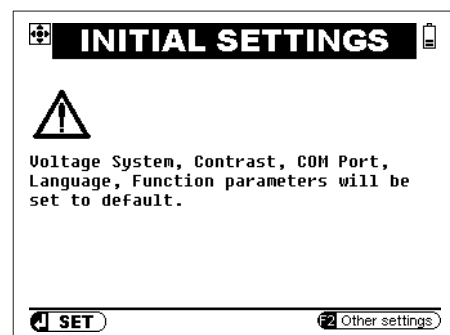 INITIAL SETTINGS
Voltage System, Contrast, COM Port,
Language, Function parameters will be
set to default.
SET
F2 Other settings